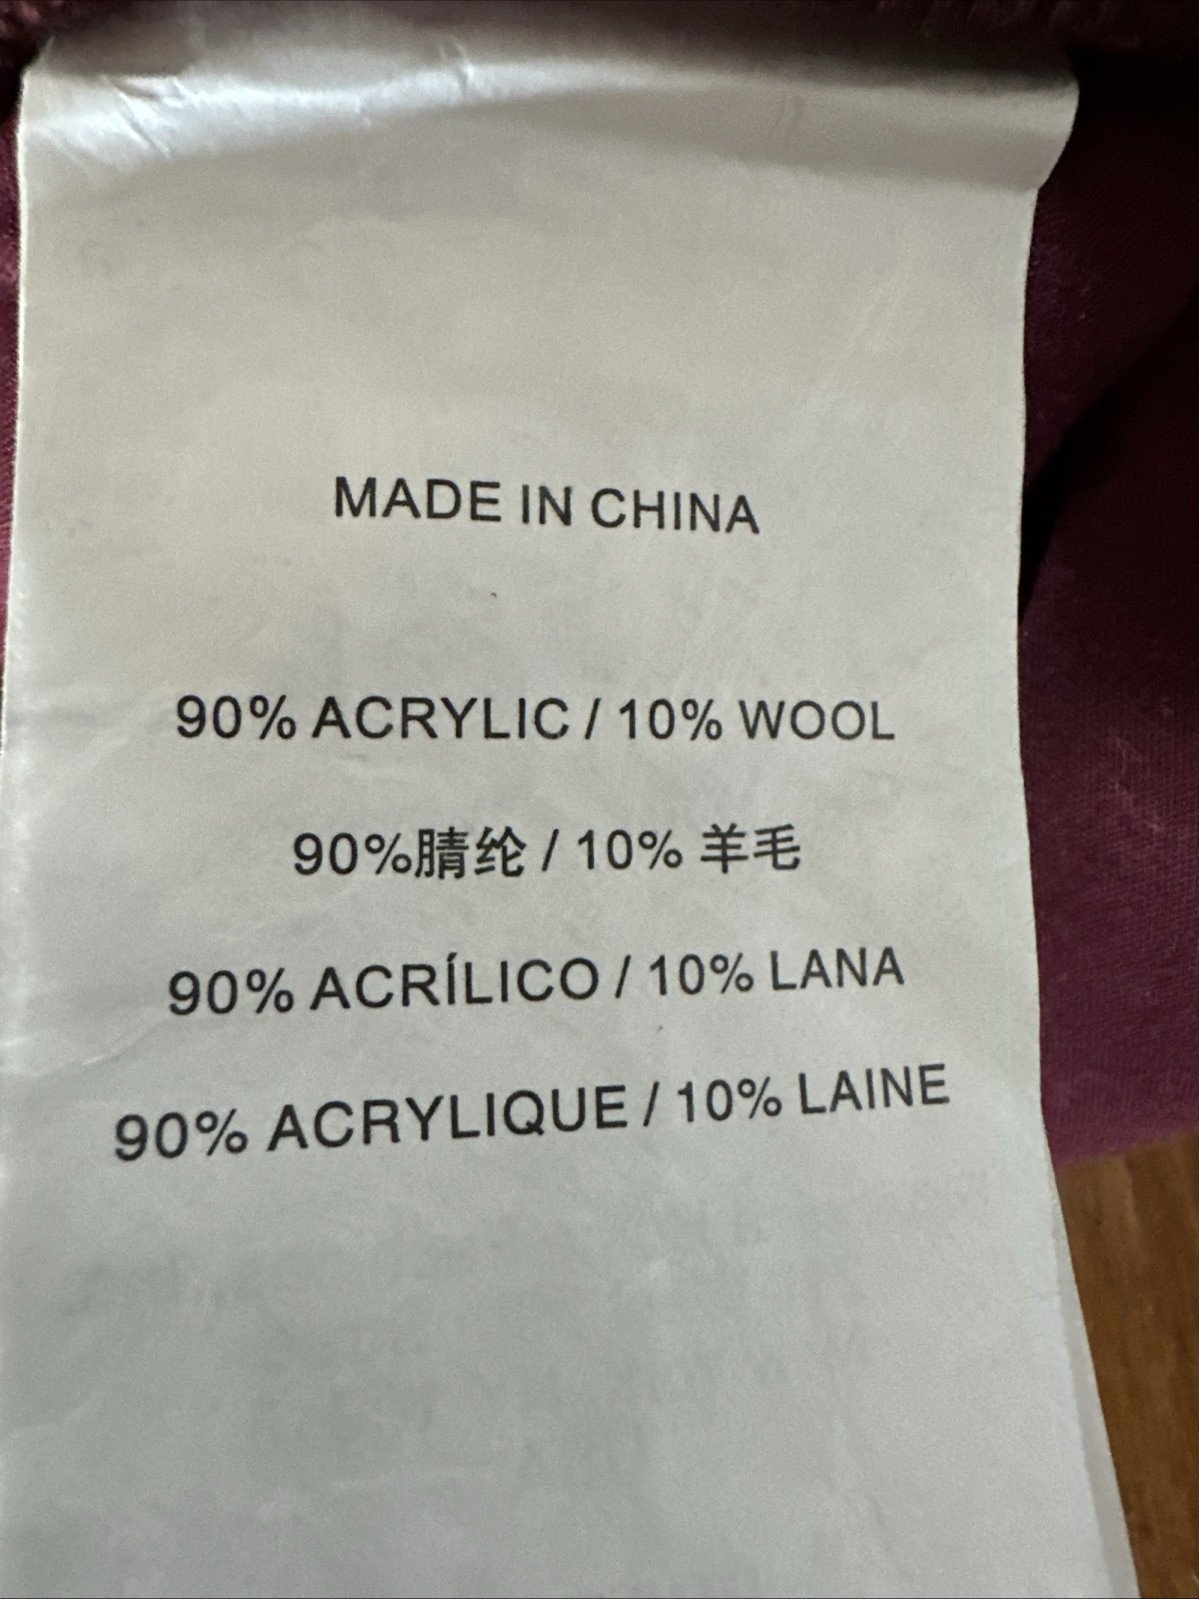 MADE IN CHINA
90% ACRYLIC / 10% WOOL
90%腈纶 / 10% 羊毛
90% ACRÍLICO / 10% LANA
90% ACRYLIQUE / 10% LAINE